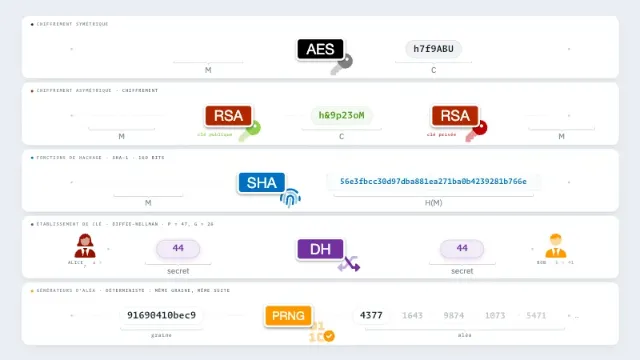 CHIFFREMENT SYMÉTRIQUE
AES
h7f9ABU
M
C
CHIFFREMENT ASYMÉTRIQUE · CHIFFREMENT
RSA
h&9p23oM
RSA
clé publique
clé privée
M
C
M
FONCTIONS DE HACHAGE · SHA-1 · 160 BITS
SHA
56e3fbcc30d97dba881ea271ba0b4239281b766e
M
H(M)
ÉTABLISSEMENT DE CLÉ · DIFFIE-HELLMAN · P = 47, G = 26
44
DH
44
ALICE
secret
secret
BOB
GÉNÉRATEURS D'ALÉA · DÉTERMINISTE : MÊME GRAINE, MÊME SUITE
91690410bec9
PRNG
4377 1643 9874 1073 · 5471 · …
graine
aléa